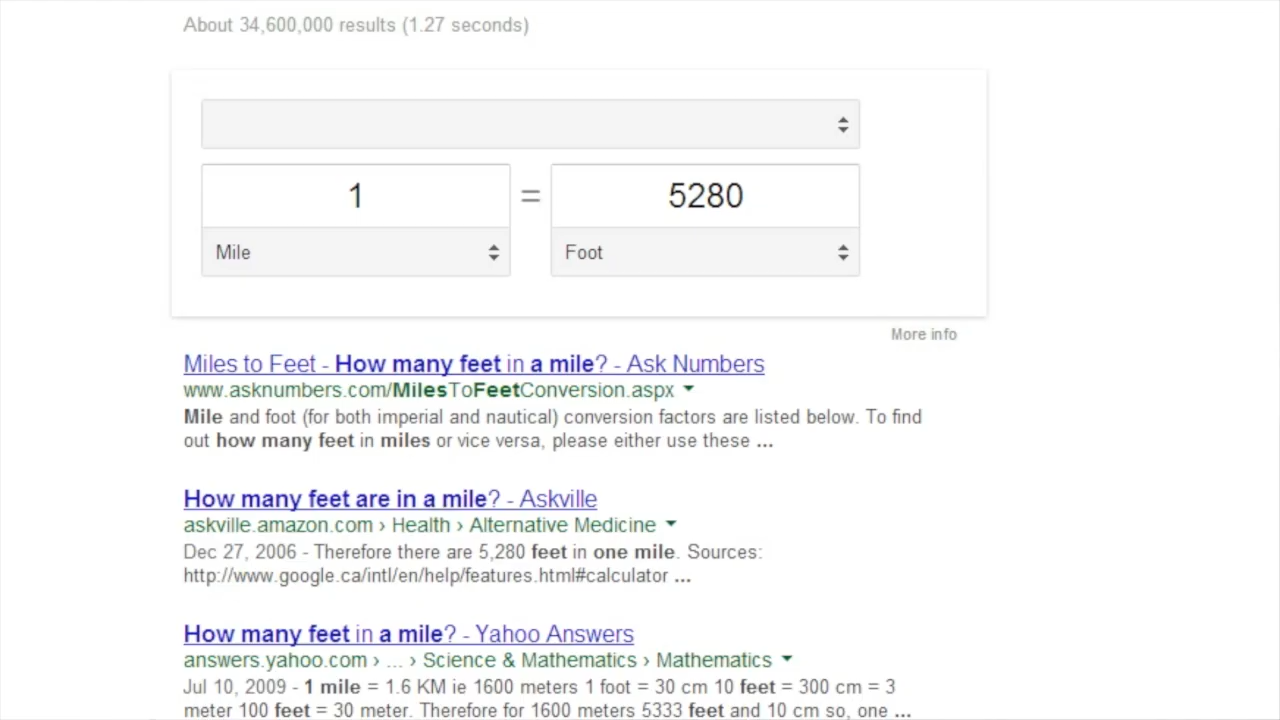 About 34,600,000 results (1.27 seconds)
1 = 5280
Mile Foot
More info
Miles to Feet - How many feet in a mile? - Ask Numbers
www.asknumbers.com/MilesToFeetConversion.aspx
Mile and foot (for both imperial and nautical) conversion factors are listed below. To find
out how many feet in miles or vice versa, please either use these ...
How many feet are in a mile? - Askville
askville.amazon.com › Health › Alternative Medicine
Dec 27, 2006 - Therefore there are 5,280 feet in one mile. Sources:
http://www.google.ca/intl/en/help/features.html#calculator ...
How many feet in a mile? - Yahoo Answers
answers.yahoo.com › ... › Science & Mathematics › Mathematics
Jul 10, 2009 - 1 mile = 1.6 KM ie 1600 meters 1 foot = 30 cm 10 feet = 300 cm = 3
meter 100 feet = 30 meter. Therefore for 1600 meters 5333 feet and 10 cm so, one ...